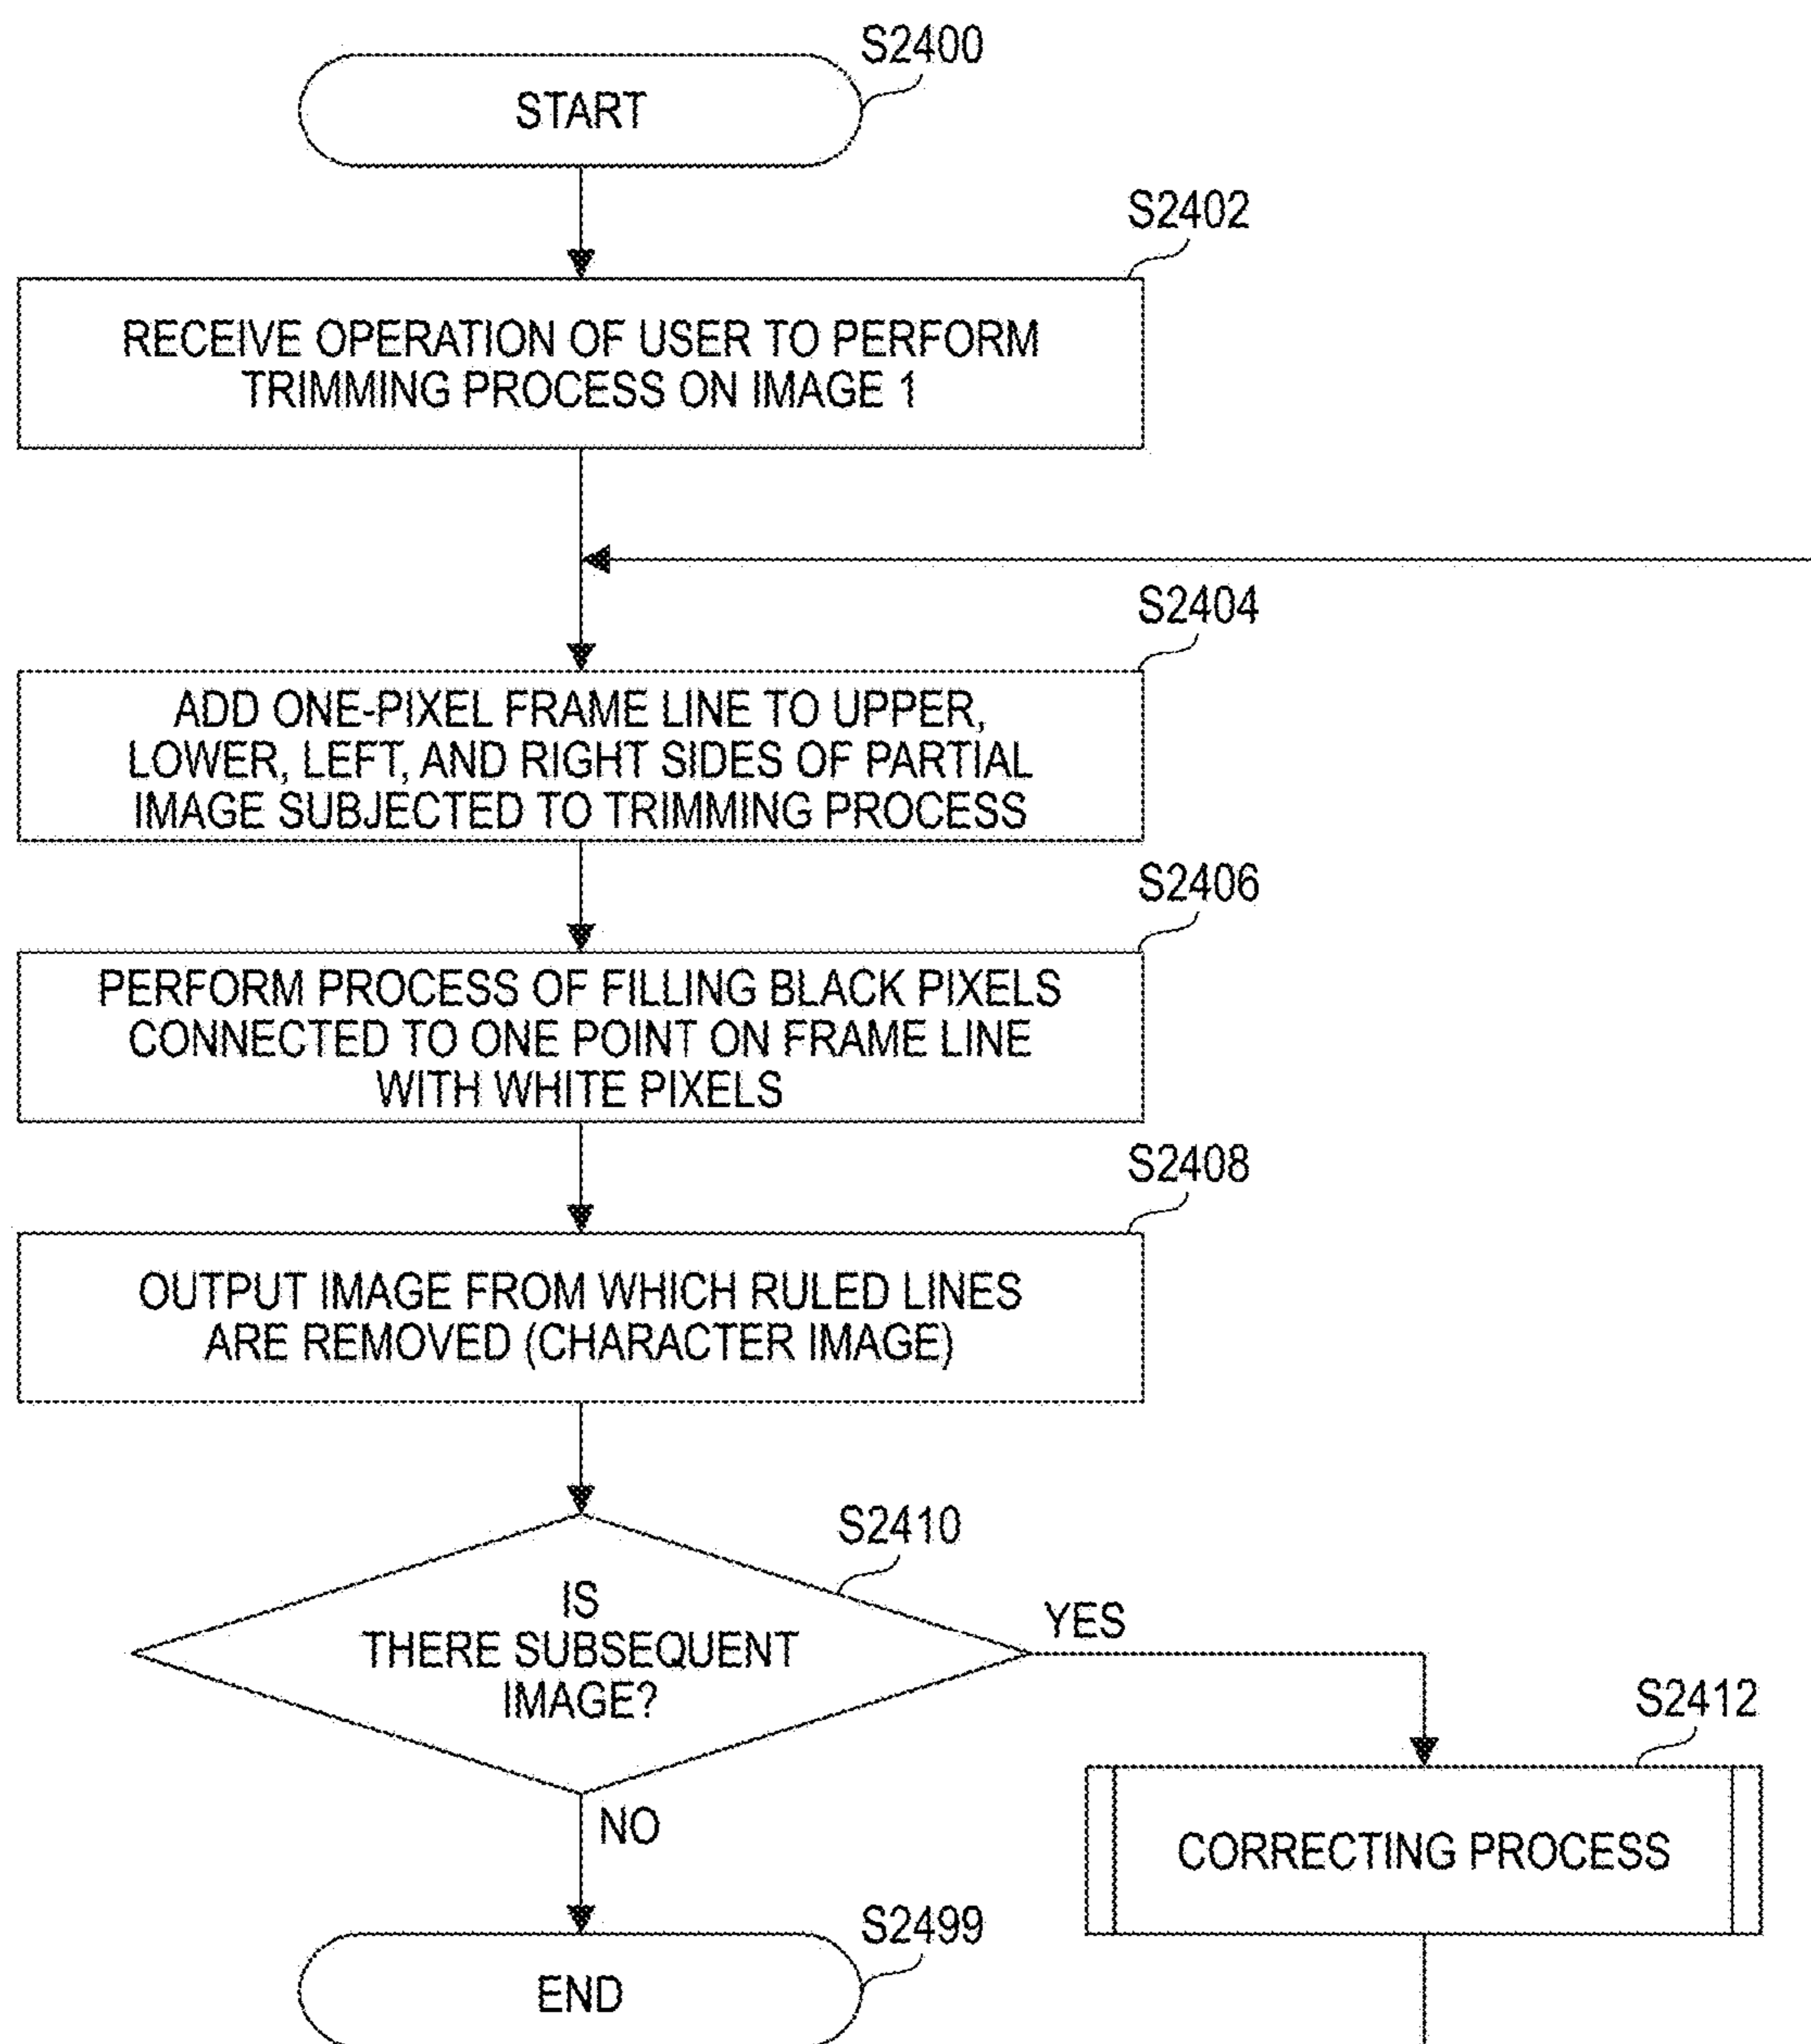 S2400
START
S2402
RECEIVE OPERATION OF USER TO PERFORM
TRIMMING PROCESS ON IMAGE 1
S2404
ADD ONE-PIXEL FRAME LINE TO UPPER,
LOWER, LEFT, AND RIGHT SIDES OF PARTIAL
IMAGE SUBJECTED TO TRIMMING PROCESS
S2406
PERFORM PROCESS OF FILLING BLACK PIXELS
CONNECTED TO ONE POINT ON FRAME LINE
WITH WHITE PIXELS
S2408
OUTPUT IMAGE FROM WHICH RULED LINES
ARE REMOVED (CHARACTER IMAGE)
S2410
IS
THERE SUBSEQUENT
IMAGE?
YES
S2412
CORRECTING PROCESS
NO
S2499
END